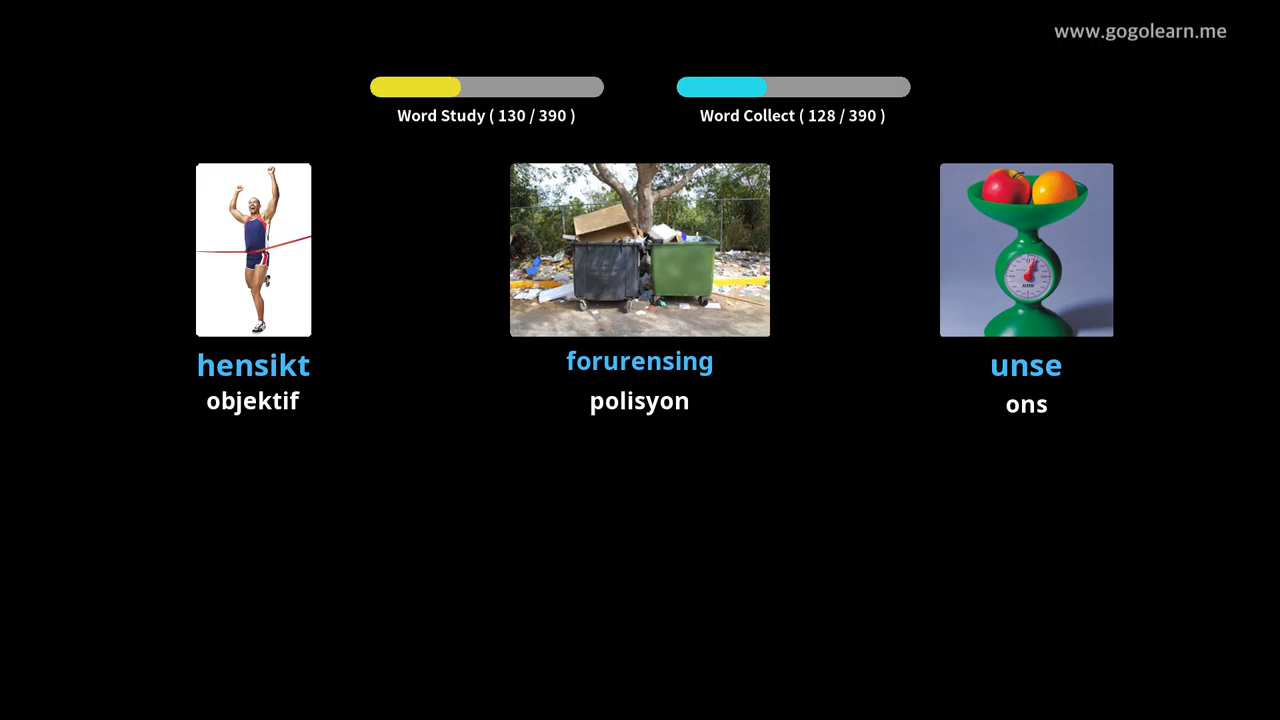 www.gogolearn.me
Word Study ( 130 / 390 )
Word Collect ( 128 / 390 )
hensikt
objektif
forurensing
polisyon
unse
ons